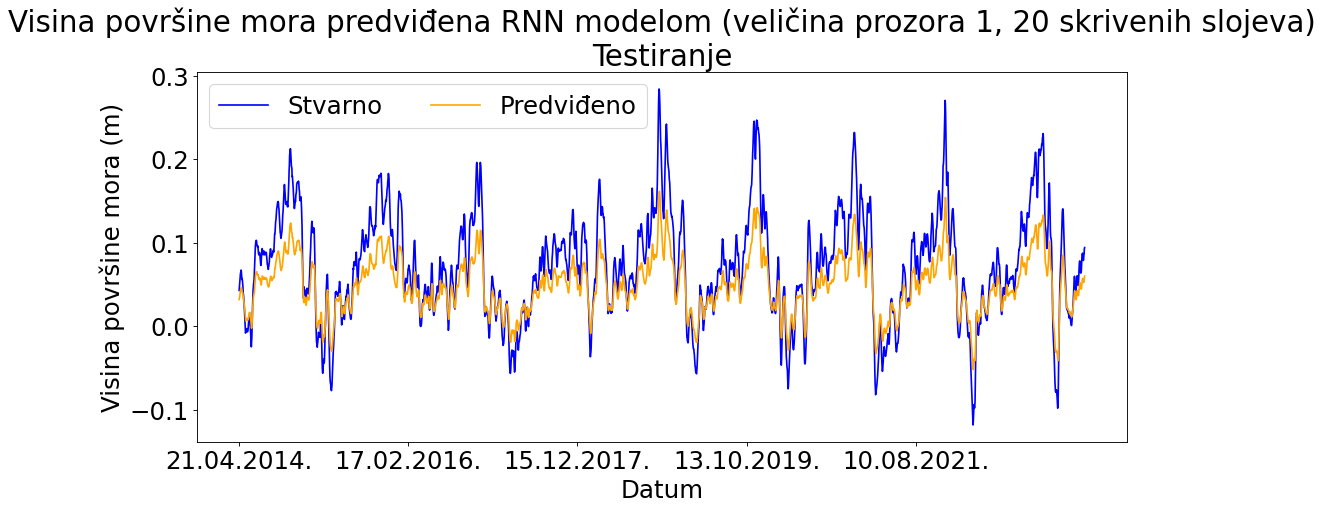 Visina površine mora predviđena RNN modelom (veličina prozora 1, 20 skrivenih slojeva)
Testiranje
Stvarno
Predviđeno
Visina površine mora (m)
0.3
0.2
0.1
0.0
−0.1
21.04.2014.
17.02.2016.
15.12.2017.
13.10.2019.
10.08.2021.
Datum